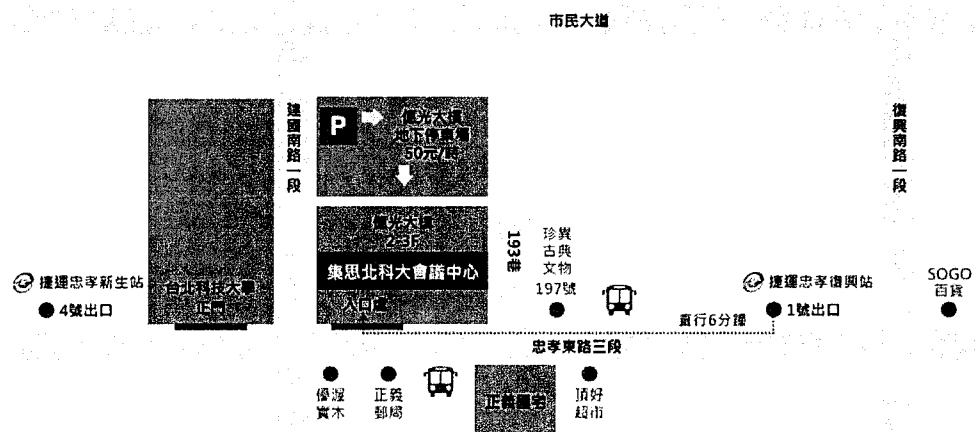 市民大道
建國南路一段
復興南路一段
P
億光大樓
地下停車場
50元/時
億光大樓
2-3F
集思北科大會議中心
入口處
193巷
珍異
古典
文物
197號
捷運忠孝新生站
4號出口
台北科技大學
正門
捷運忠孝復興站
1號出口
SOGO
百貨
直行6分鐘
忠孝東路三段
優渥
實木
正義
郵局
正義國宅
頂好
超市